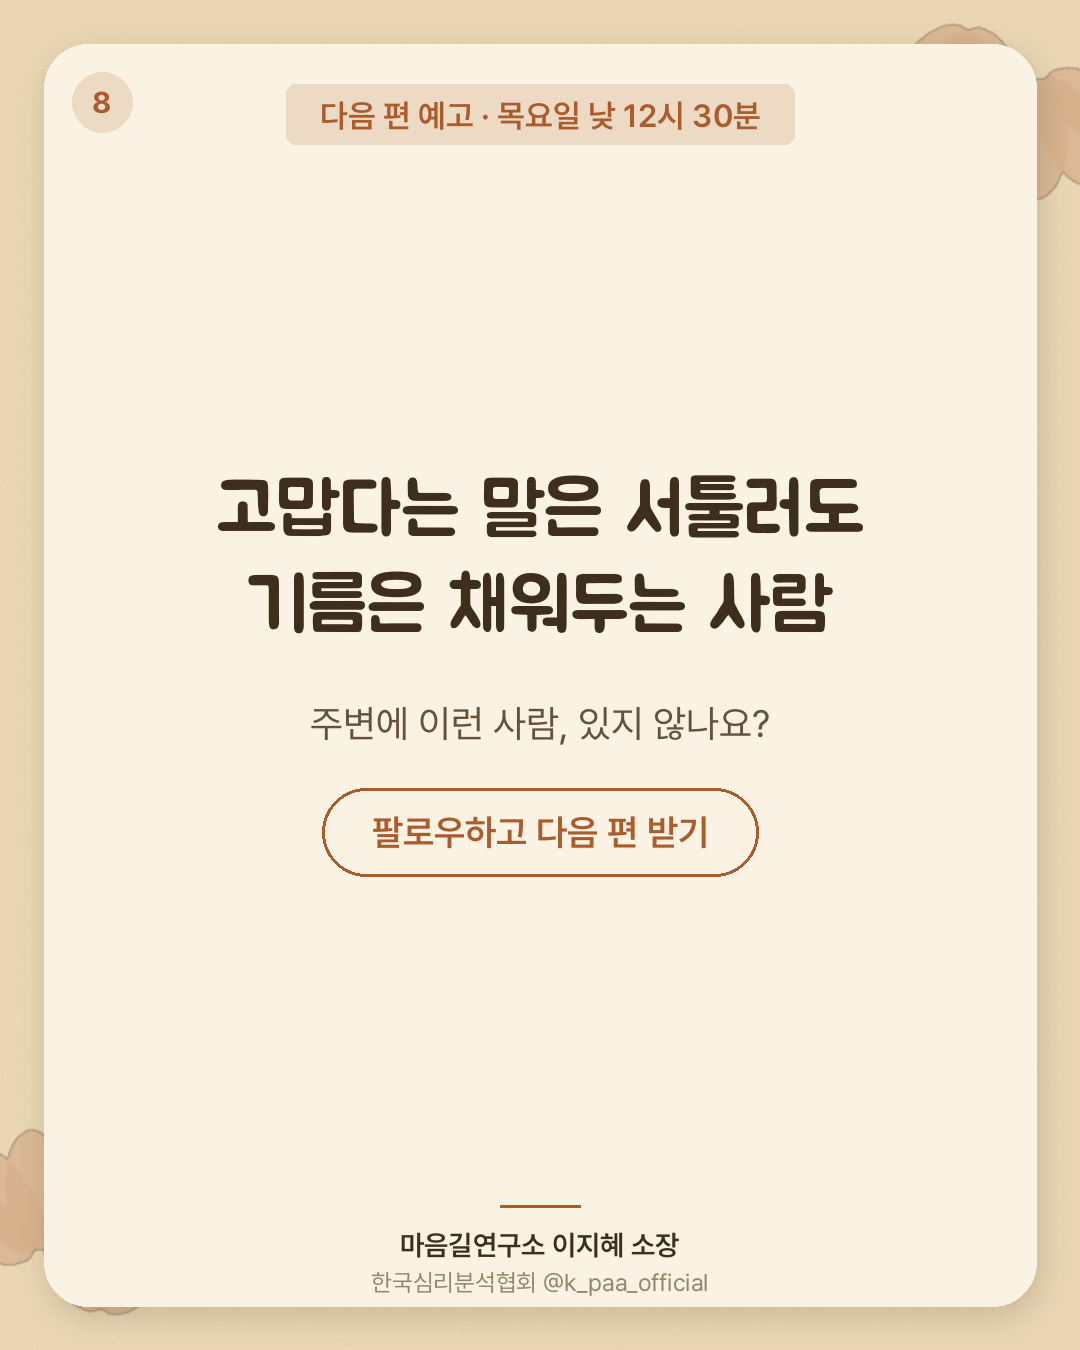 8
다음 편 예고 · 목요일 낮 12시 30분
고맙다는 말은 서툴러도
기름은 채워두는 사람
주변에 이런 사람, 있지 않나요?
팔로우하고 다음 편 받기
마음길연구소 이지혜 소장
한국심리분석협회 @k_paa_official